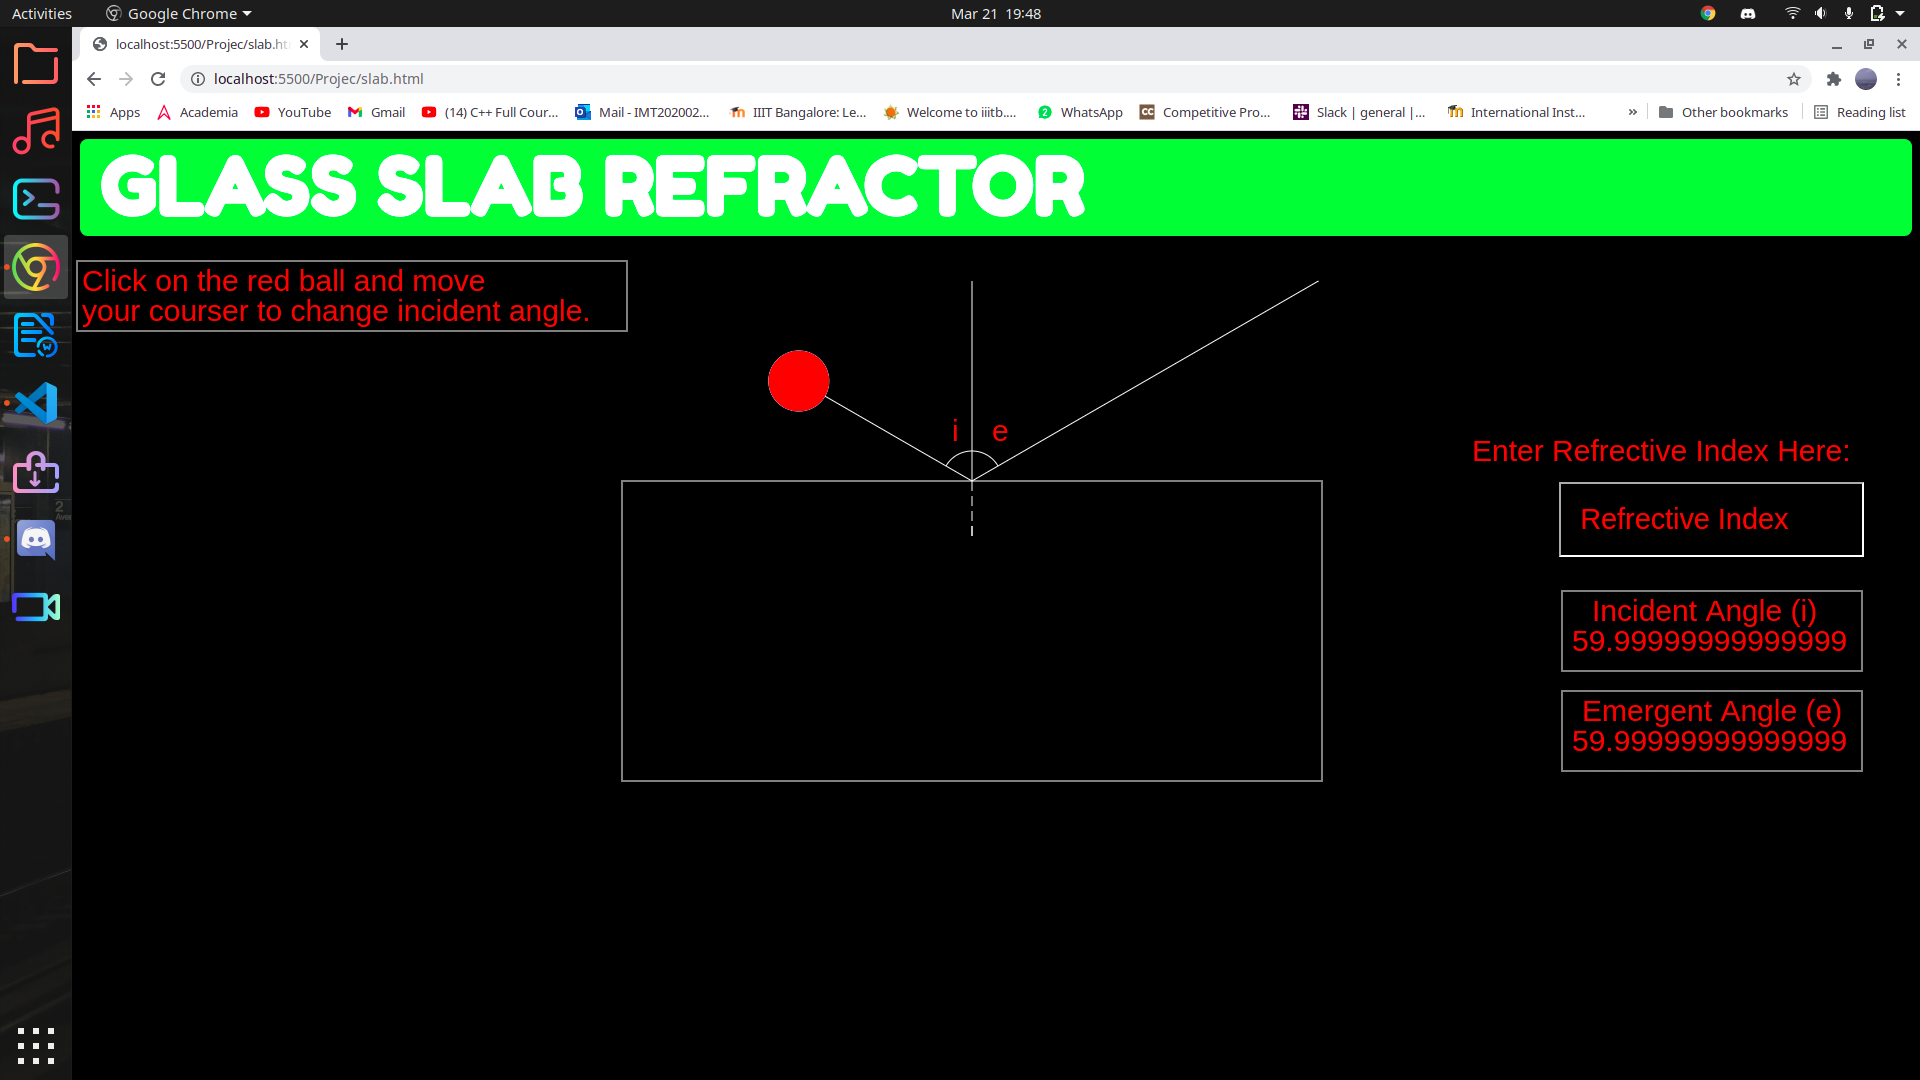 Activities
Google Chrome
Mar 21 19:48
localhost:5500/Projec/slab.ht
localhost:5500/Projec/slab.html
Apps
Academia
YouTube
Gmail
(14) C++ Full Cour...
Mail - IMT202002...
IIIT Bangalore: Le...
Welcome to iiitb....
2
WhatsApp
CC
Competitive Pro...
Slack | general |...
International Inst...
»
Other bookmarks
Reading list
GLASS SLAB REFRACTOR
Click on the red ball and move
your courser to change incident angle.
i
e
Enter Refrective Index Here:
Refrective Index
Incident Angle (i)
59.99999999999999
Emergent Angle (e)
59.99999999999999